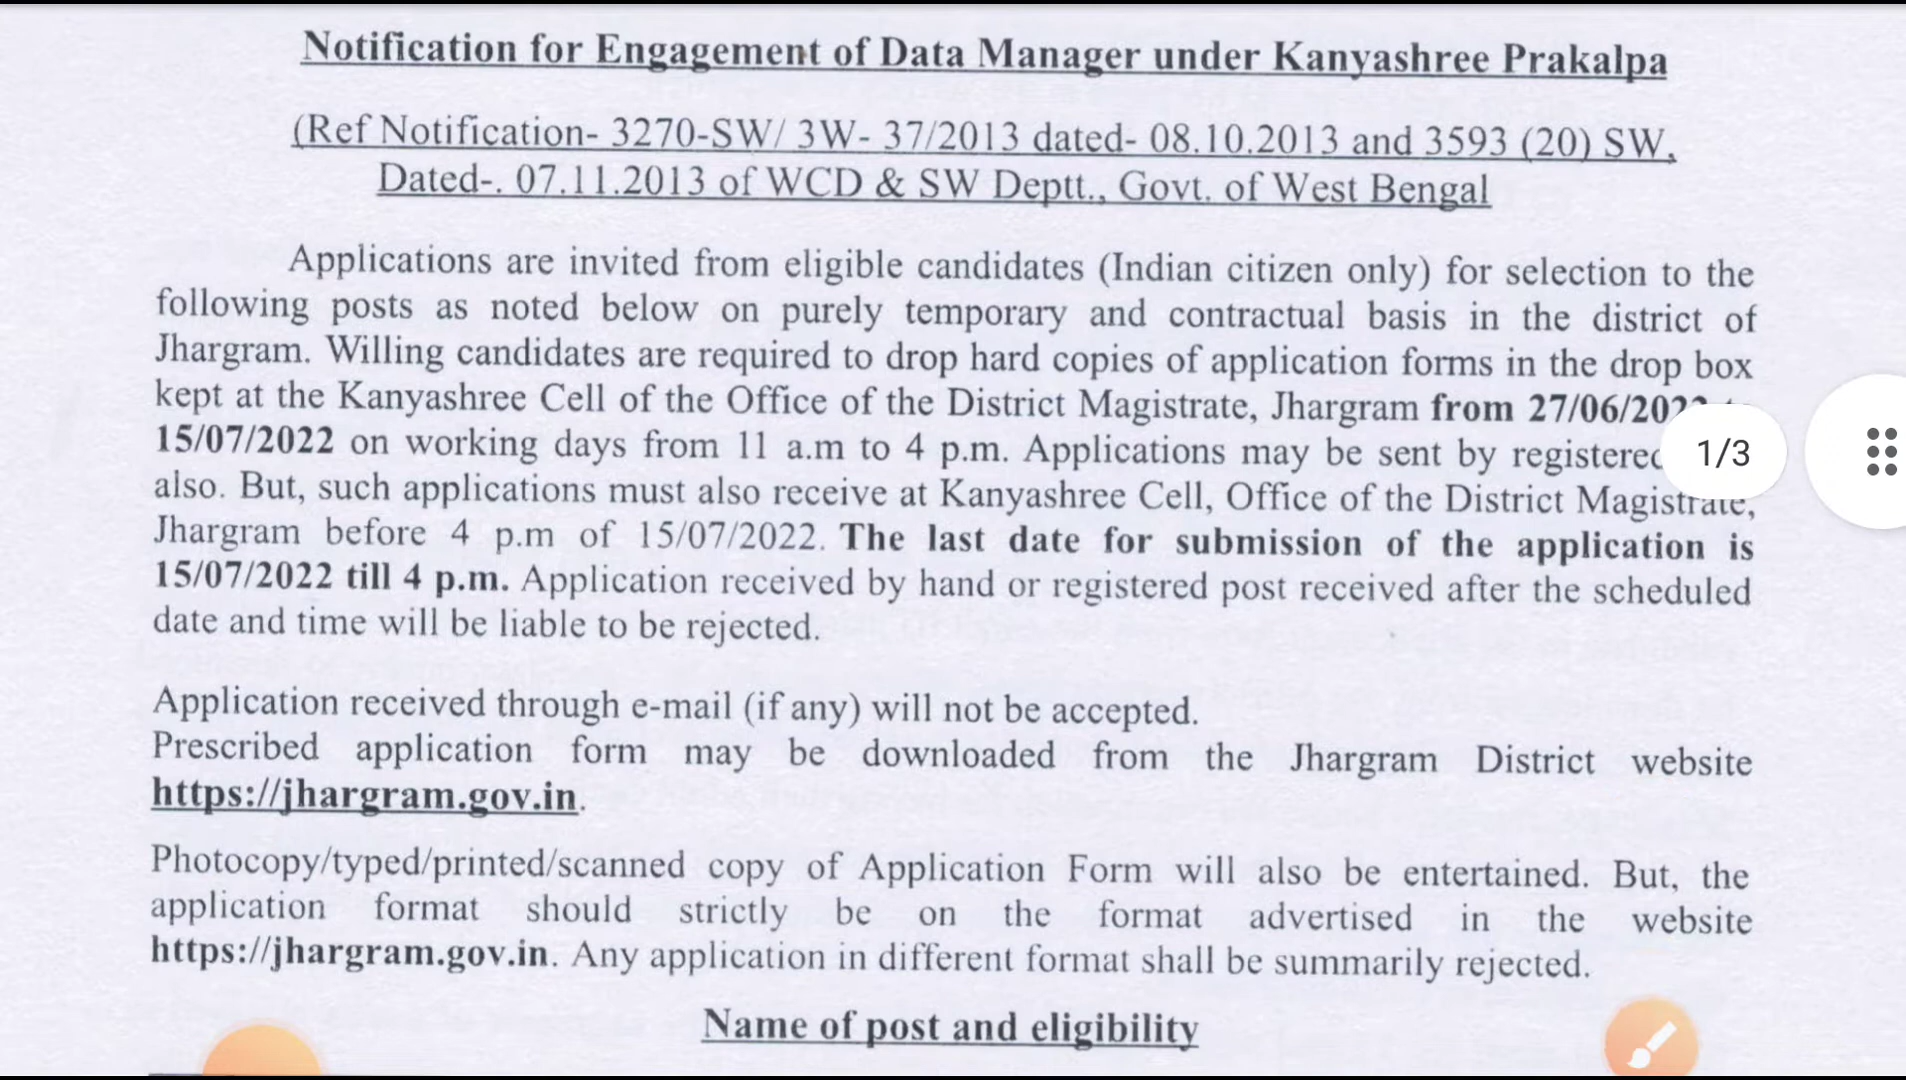 Notification for Engagement of Data Manager under Kanyashree Prakalpa
(Ref Notification- 3270-SW/ 3W- 37/2013 dated- 08.10.2013 and 3593 (20) SW,
Dated-. 07.11.2013 of WCD & SW Deptt., Govt. of West Bengal
Applications are invited from eligible candidates (Indian citizen only) for selection to the
following posts as noted below on purely temporary and contractual basis in the district of
Jhargram. Willing candidates are required to drop hard copies of application forms in the drop box
kept at the Kanyashree Cell of the Office of the District Magistrate, Jhargram from 27/06/2022
15/07/2022 on working days from 11 a.m to 4 p.m. Applications may be sent by registered
1/3
also. But, such applications must also receive at Kanyashree Cell, Office of the District Magistrate,
Jhargram before 4 p.m of 15/07/2022. The last date for submission of the application is
15/07/2022 till 4 p.m. Application received by hand or registered post received after the scheduled
date and time will be liable to be rejected.
Application received through e-mail (if any) will not be accepted.
Prescribed application form may be downloaded from the Jhargram District website
https://jhargram.gov.in.
Photocopy/typed/printed/scanned copy of Application Form will also be entertained. But, the
application format should strictly be on the format advertised in the website
https://jhargram.gov.in. Any application in different format shall be summarily rejected.
Name of post and eligibility